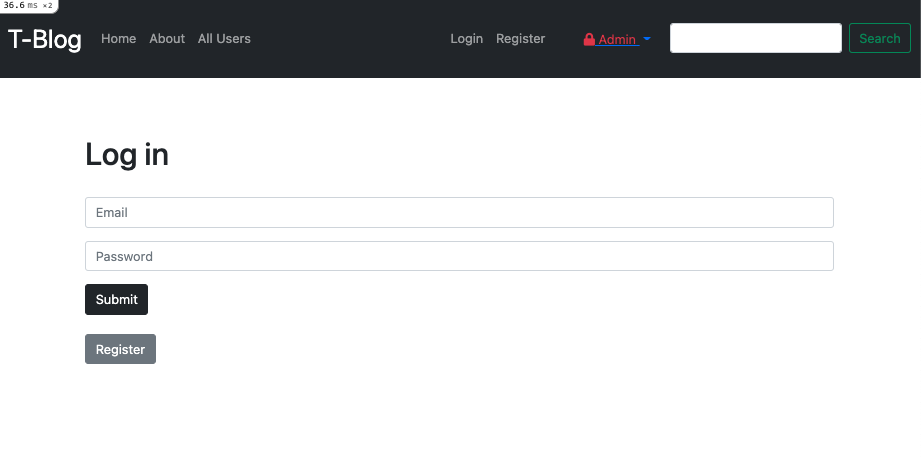 36.6 ms ×2
T-Blog Home About All Users Login Register Admin Search
Log in
Email
Password
Submit
Register